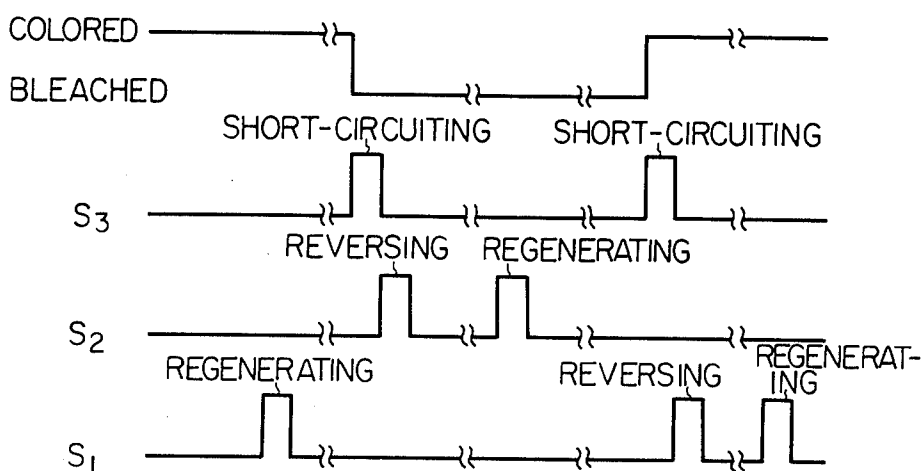 COLORED
BLEACHED
SHORT-CIRCUITING SHORT-CIRCUITING
S3
REVERSING REGENERATING
S2
REGENERATING REVERSING REGENERAT-
ING
S1